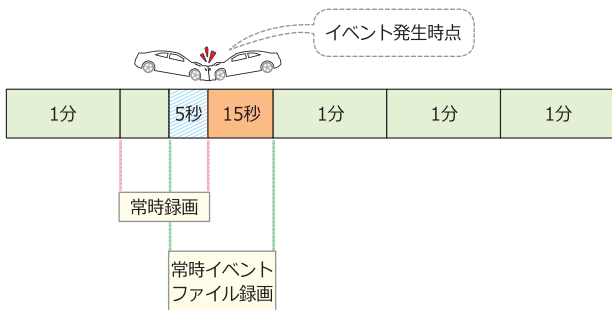 イベント発生時点
1分
5秒
15秒
1分
1分
1分
常時録画
常時イベント
ファイル録画